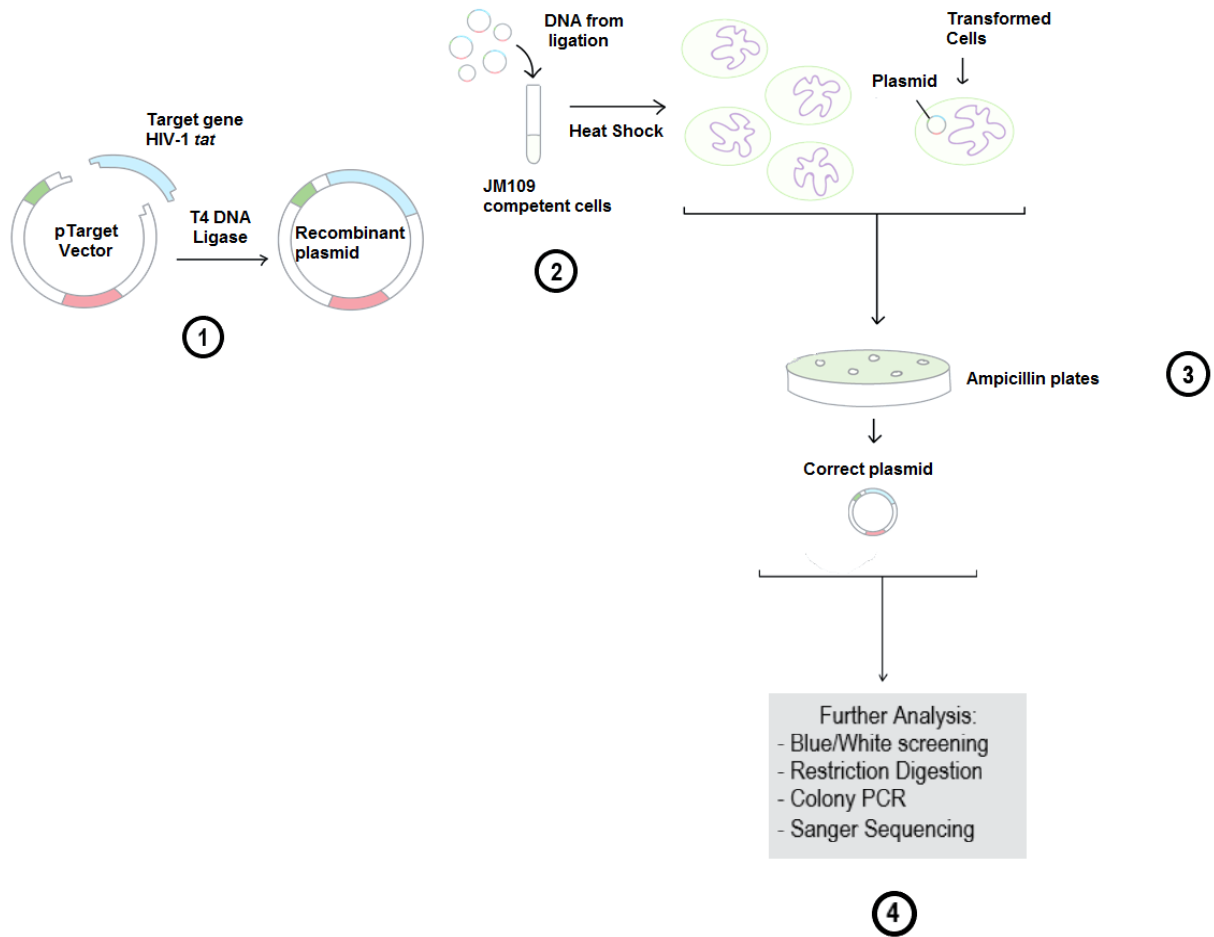 Target gene
HIV-1 tat
pTarget
Vector
T4 DNA
Ligase
Recombinant
plasmid
1
DNA from
ligation
JM109
competent cells
Heat Shock
2
Transformed
Cells
Plasmid
Ampicillin plates
3
Correct plasmid
Further Analysis:
- Blue/White screening
- Restriction Digestion
- Colony PCR
- Sanger Sequencing
4